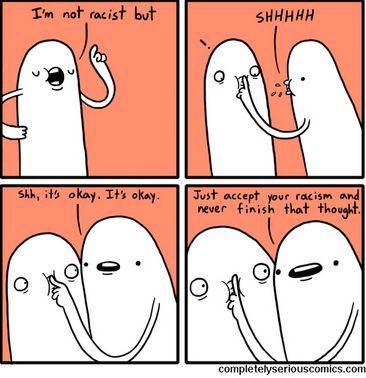 I'm not racist but
SHHHHH
Shh, it's okay. It's okay.
Just accept your racism and
never finish that thought.
completelyseriouscomics.com